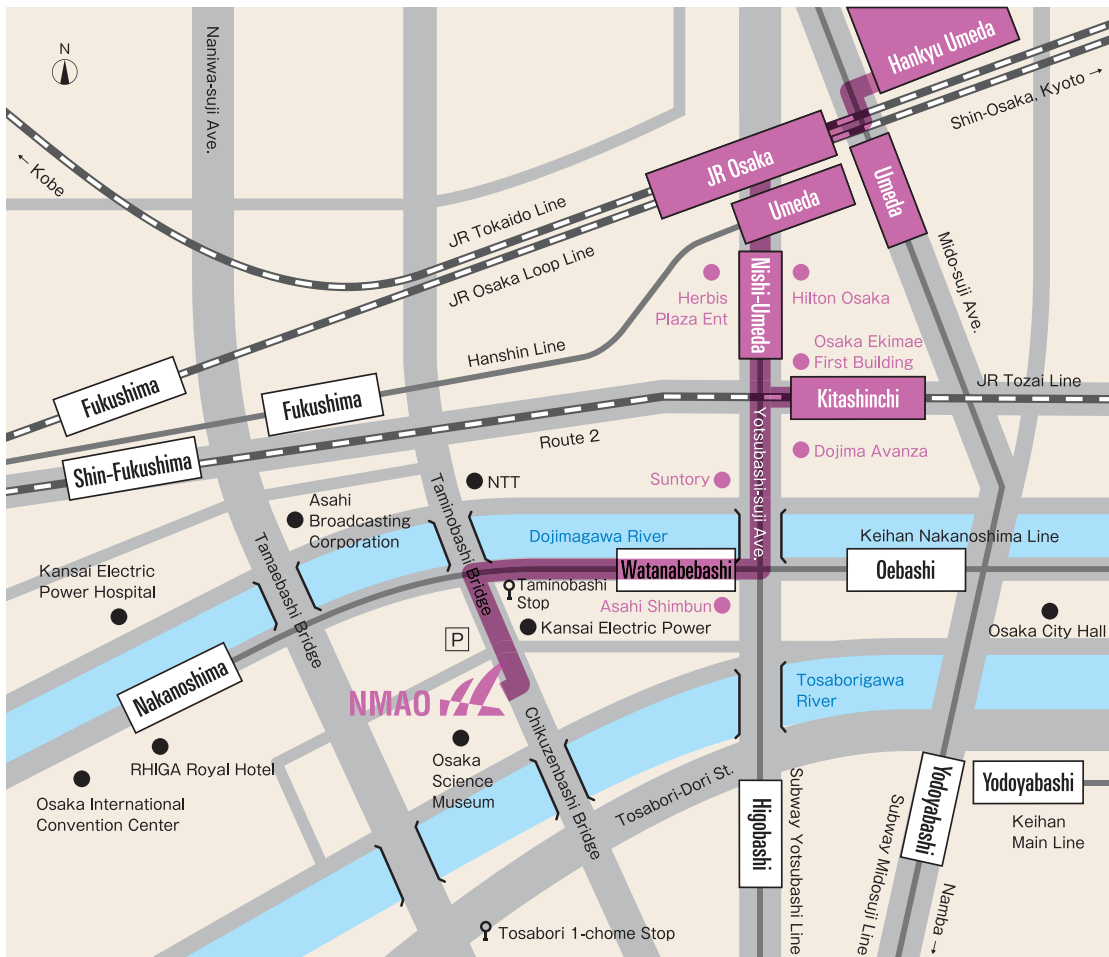 N
Naniwa-suji Ave.
Hankyu Umeda
Shin-Osaka, Kyoto →
← Kobe
JR Osaka
Umeda
Umeda
JR Tokaido Line
JR Osaka Loop Line
Mido-suji Ave.
Nishi-Umeda
Herbis
Plaza Ent
Hilton Osaka
Hanshin Line
Osaka Ekimae
First Building
JR Tozai Line
Fukushima
Fukushima
Kitashinchi
Route 2
Yotsubashi-suji Ave.
Shin-Fukushima
Dojima Avanza
NTT
Suntory
Taminobashi Bridge
Asahi
Broadcasting
Corporation
Dojimagawa River
Keihan Nakanoshima Line
Tamaebashi Bridge
Kansai Electric
Power Hospital
Watanabebashi
Oebashi
Taminobashi
Stop
Asahi Shimbun
Kansai Electric Power
Osaka City Hall
P
Nakanoshima
NMAO
Tosaborigawa
River
Chikuzenbashi Bridge
RHIGA Royal Hotel
Osaka
Science
Museum
Osaka International
Convention Center
Tosabori-Dori St.
Higobashi
Subway Yotsubashi Line
Yodoyabashi
Subway Midosuji Line
Yodoyabashi
Keihan
Main Line
Namba →
Tosabori 1-chome Stop